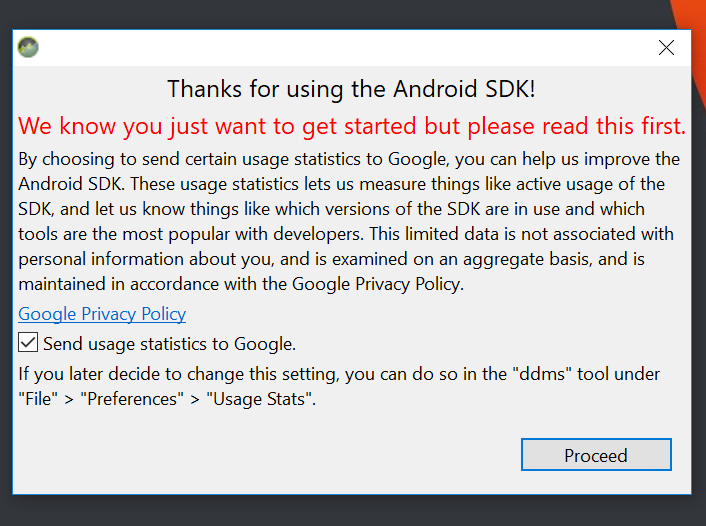 Thanks for using the Android SDK!
We know you just want to get started but please read this first.
By choosing to send certain usage statistics to Google, you can help us improve the
Android SDK. These usage statistics lets us measure things like active usage of the
SDK, and let us know things like which versions of the SDK are in use and which
tools are the most popular with developers. This limited data is not associated with
personal information about you, and is examined on an aggregate basis, and is
maintained in accordance with the Google Privacy Policy.
Google Privacy Policy
Send usage statistics to Google.
If you later decide to change this setting, you can do so in the "ddms" tool under
"File" > "Preferences" > "Usage Stats".
Proceed